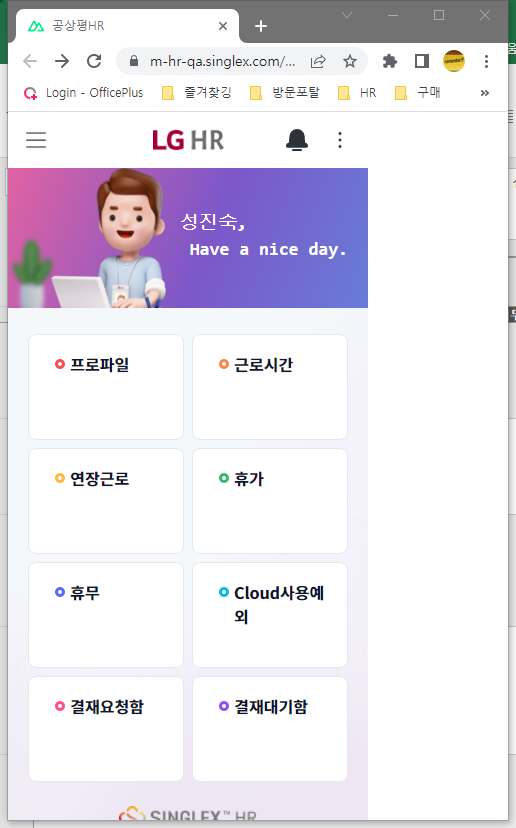 공상평HR
m-hr-qa.singlex.com/...
Login - OfficePlus
즐겨찾깅
방문포탈
HR
구매
LG HR
성진숙,
Have a nice day.
프로파일
근로시간
연장근로
휴가
휴무
Cloud사용예
외
결재요청함
결재대기함
SINGLEX™ HR